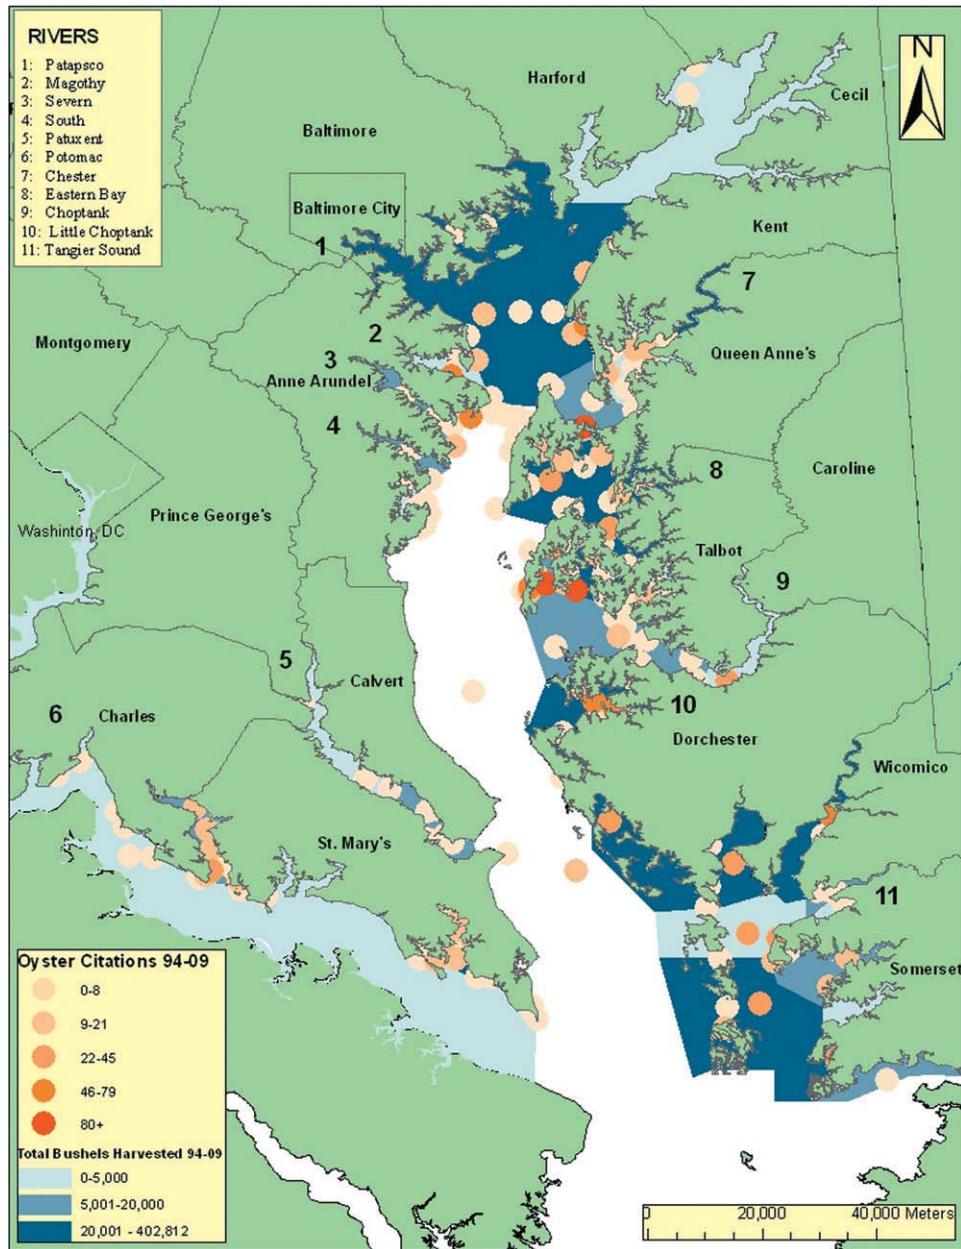 RIVERS
1: Patapsco
2: Magothy
3: Severn
4: South
5: Patuxent
6: Potomac
7: Chester
8: Eastern Bay
9: Choptank
10: Little Choptank
11: Tangier Sound
N
Harford
Cecil
Baltimore
Baltimore City
Kent
1
7
2
Montgomery
3
Queen Anne's
Anne Arundel
4
8
Caroline
Prince George's
Washinton, DC
Talbot
9
5
Calvert
6
Charles
10
Dorchester
Wicomico
St. Mary's
11
Somerset
Oyster Citations 94-09
0-8
9-21
22-45
46-79
80+
Total Bushels Harvested 94-09
0-5,000
5,001-20,000
20,001 - 402,812
0 20,000 40,000 Meters